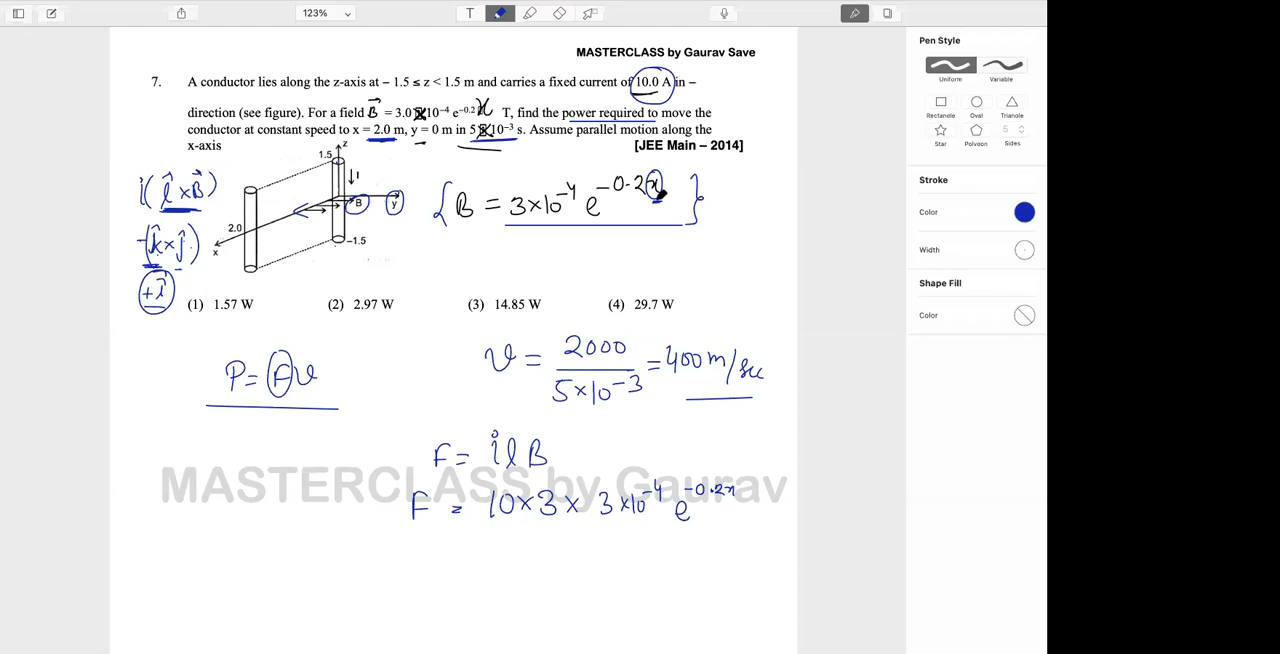 123%
T
MASTERCLASS by Gaurav Save
Pen Style
Uniform
Variable
Rectangle
Oval
Triangle
Star
Polygon
Sides
5
Stroke
Color
Width
Shape Fill
Color
7. A conductor lies along the z-axis at – 1.5 ≤ z < 1.5 m and carries a fixed current of 10.0 A in –
direction (see figure). For a field B⃗ = 3.0 × 10⁻⁴ e⁻⁰·² x T, find the power required to move the
conductor at constant speed to x = 2.0 m, y = 0 m in 5 × 10⁻³ s. Assume parallel motion along the
x-axis
[JEE Main – 2014]
1.5
z
I
B
y
2.0
x
–1.5
i( l⃗ × B⃗ )
-(k̂ × ĵ)
+î
{ B = 3×10⁻⁴ e^(-0.2x) }
(1) 1.57 W (2) 2.97 W (3) 14.85 W (4) 29.7 W
P = Fv
v = 2000 / 5×10⁻³ = 400 m/sec
F = i l B
MASTERCLASS by Gaurav
F = 10 × 3 × 3×10⁻⁴ e^(-0.2x)